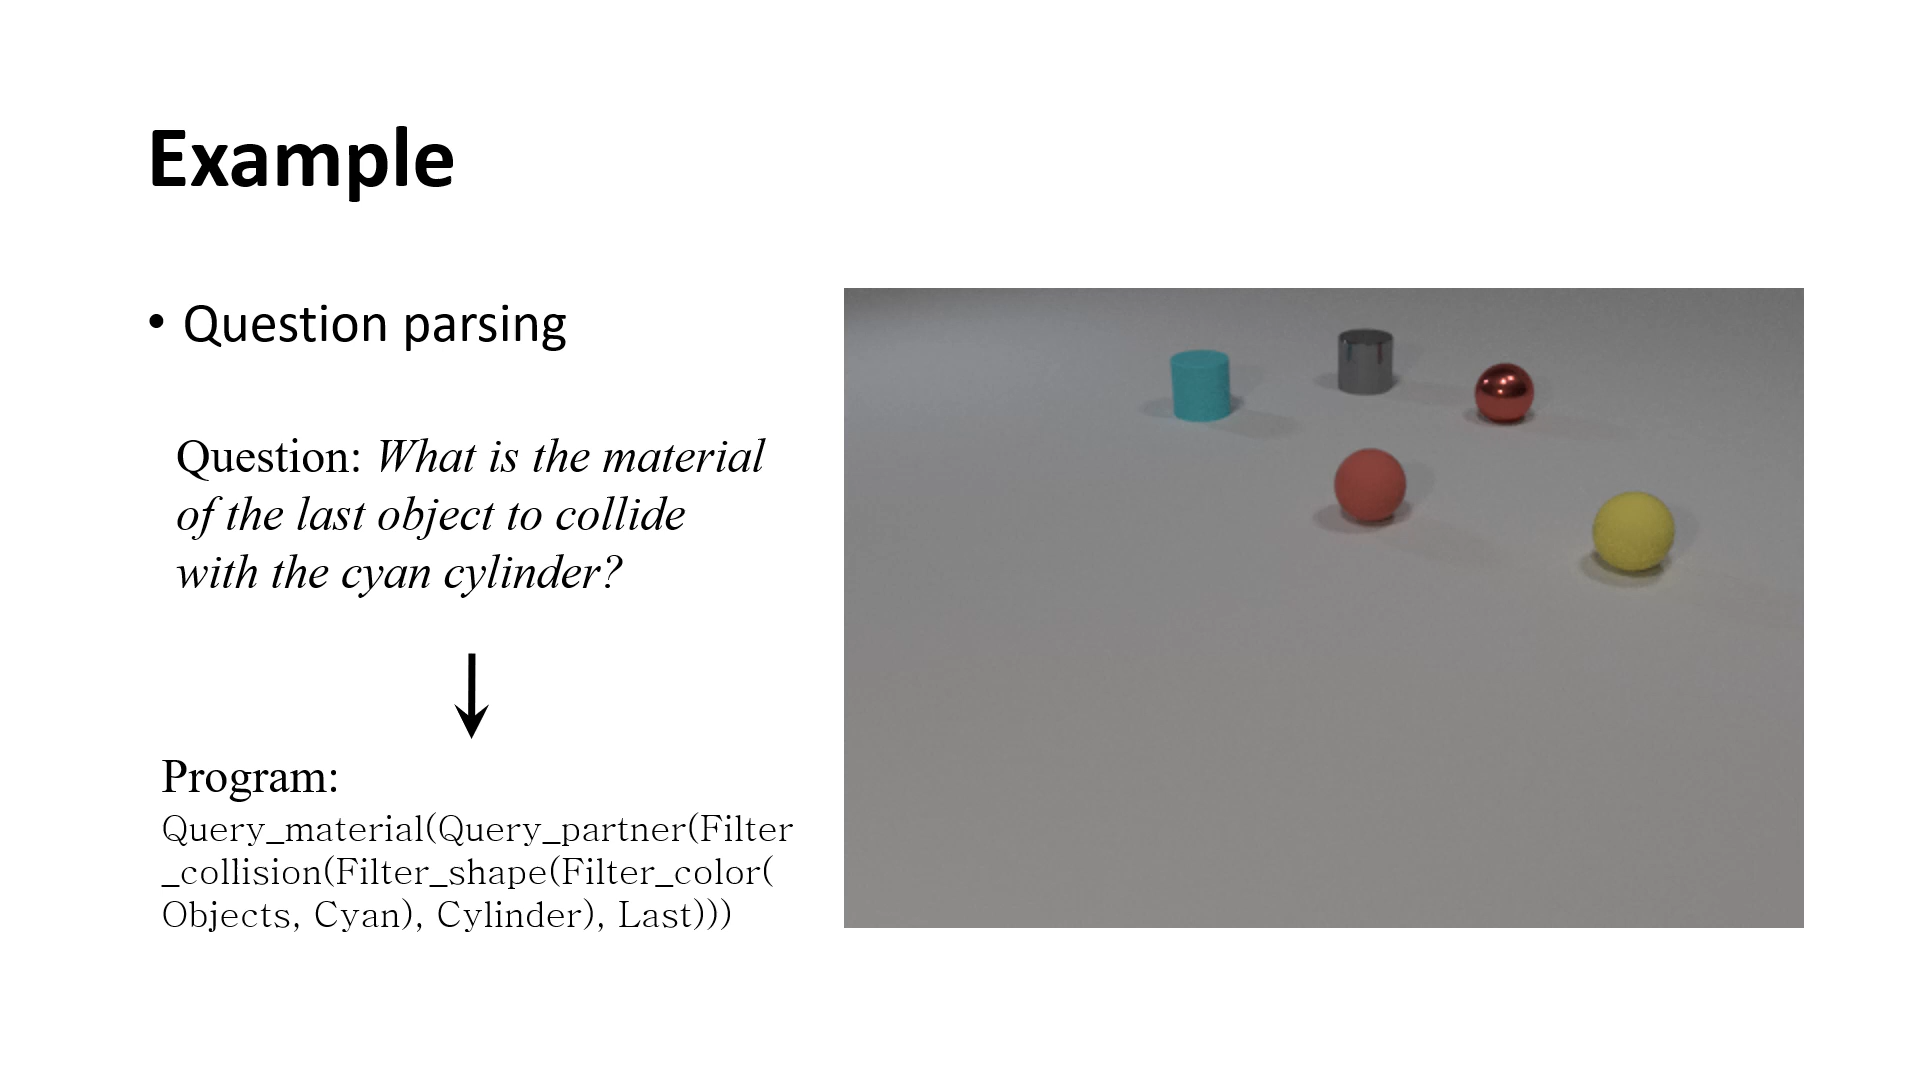 Example
• Question parsing
Question: What is the material
of the last object to collide
with the cyan cylinder?
Program:
Query_material(Query_partner(Filter
_collision(Filter_shape(Filter_color(
Objects, Cyan), Cylinder), Last)))